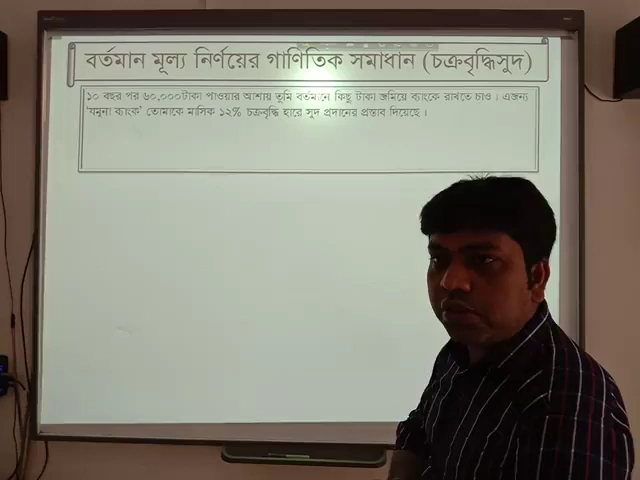 বর্তমান মূল্য নির্ণয়ের গাণিতিক সমাধান (চক্রবৃদ্ধিসুদ)
১০ বছর পর ৬০,০০০টাকা পাওয়ার আশায় তুমি বর্তমানে কিছু টাকা জমিয়ে ব্যাংকে রাখতে চাও। এজন্য
‘যমুনা ব্যাংক’ তোমাকে মাসিক ১২% চক্রবৃদ্ধি হারে সুদ প্রদানের প্রস্তাব দিয়েছে।